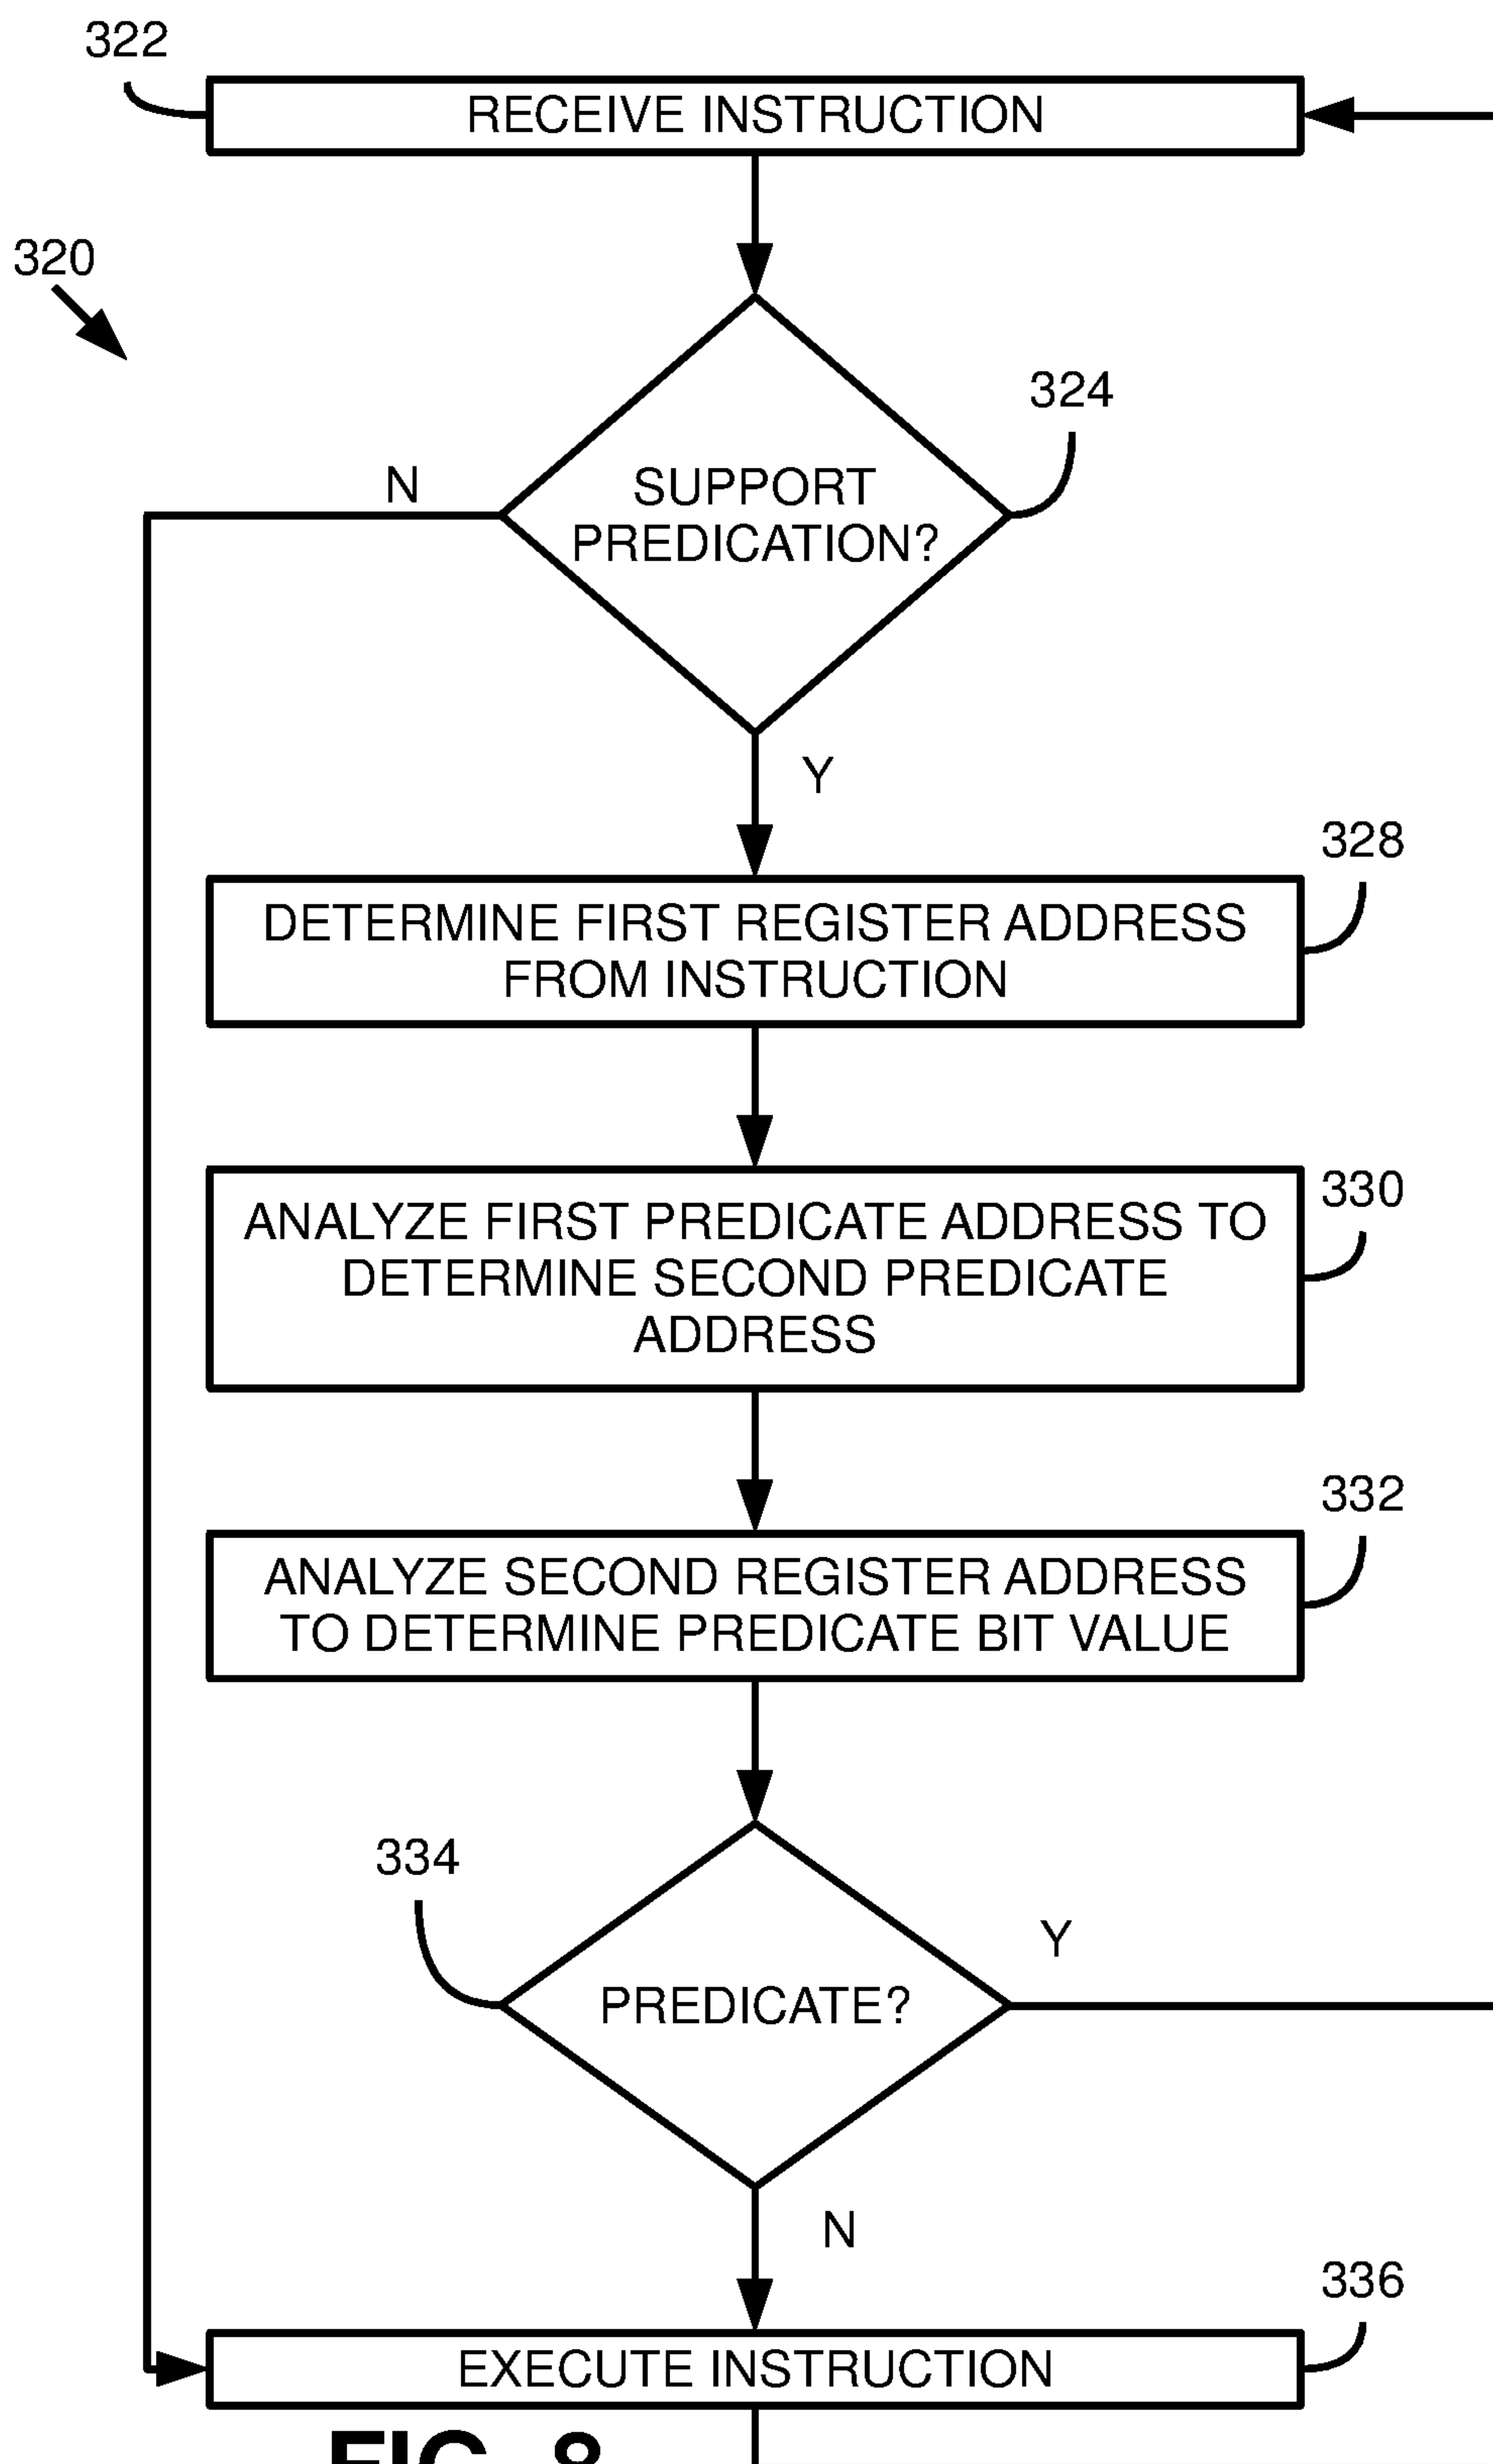 322
RECEIVE INSTRUCTION
320
324
N
SUPPORT
PREDICATION?
Y
328
DETERMINE FIRST REGISTER ADDRESS
FROM INSTRUCTION
330
ANALYZE FIRST PREDICATE ADDRESS TO
DETERMINE SECOND PREDICATE
ADDRESS
332
ANALYZE SECOND REGISTER ADDRESS
TO DETERMINE PREDICATE BIT VALUE
334
Y
PREDICATE?
N
336
EXECUTE INSTRUCTION
FIG. 8